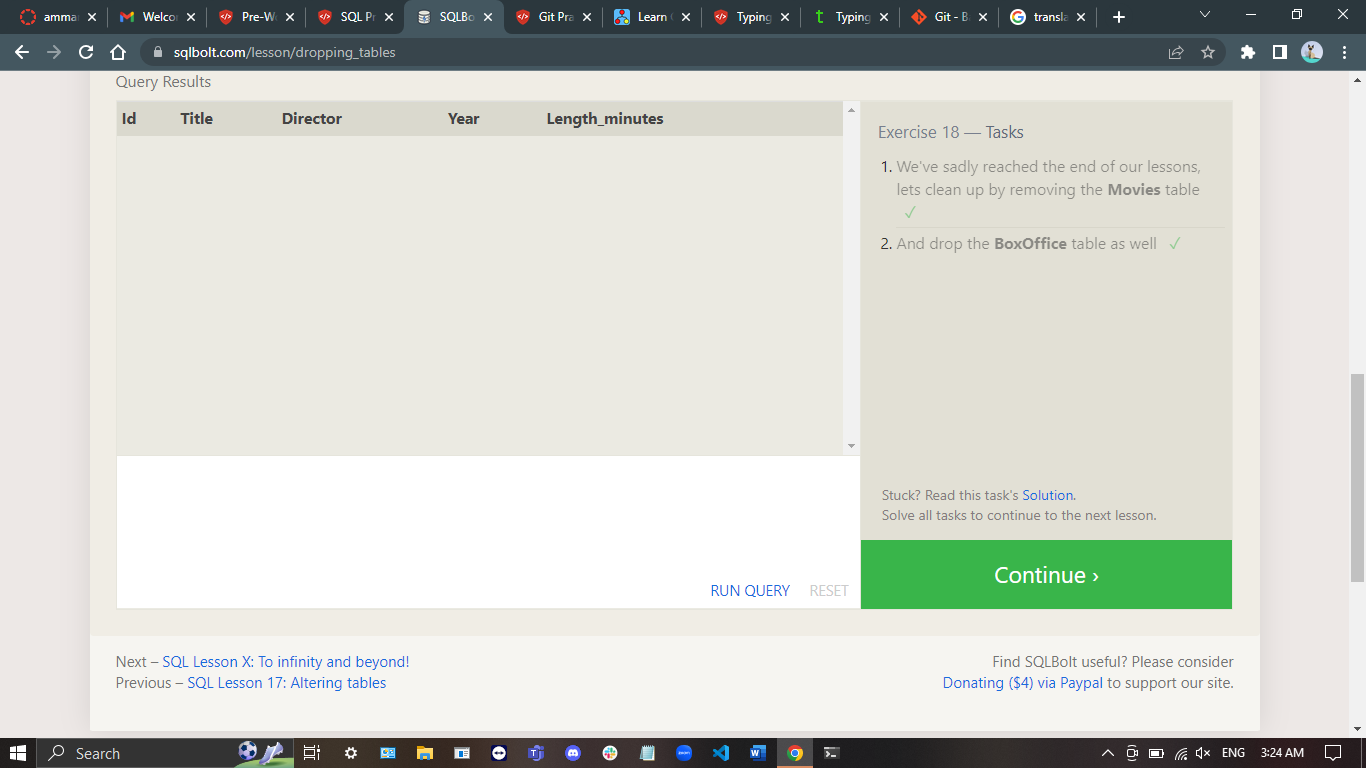 amma
Welco
Pre-W
SQL Pr
SQLBo
Git Pra
Learn
Typing
Typing
Git - B
transla
sqlbolt.com/lesson/dropping_tables
Query Results
Id Title Director Year Length_minutes
Exercise 18 — Tasks
1. We've sadly reached the end of our lessons,
lets clean up by removing the Movies table
✓
2. And drop the BoxOffice table as well ✓
Stuck? Read this task's Solution.
Solve all tasks to continue to the next lesson.
RUN QUERY RESET
Continue ›
Next – SQL Lesson X: To infinity and beyond!
Previous – SQL Lesson 17: Altering tables
Find SQLBolt useful? Please consider
Donating ($4) via Paypal to support our site.
Search
ENG
3:24 AM